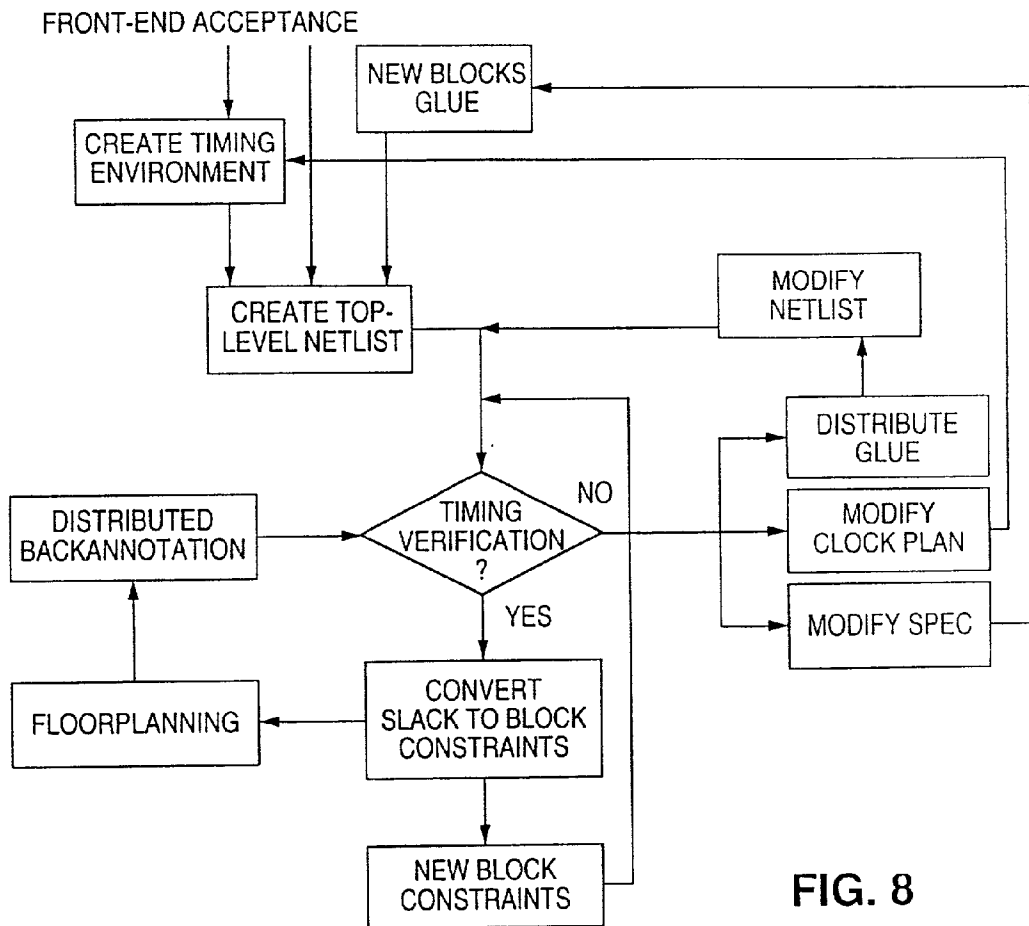 FRONT-END ACCEPTANCE
NEW BLOCKS
GLUE
CREATE TIMING
ENVIRONMENT
CREATE TOP-
LEVEL NETLIST
MODIFY
NETLIST
DISTRIBUTE
GLUE
MODIFY
CLOCK PLAN
MODIFY SPEC
DISTRIBUTED
BACKANNOTATION
TIMING
VERIFICATION
?
NO
YES
FLOORPLANNING
CONVERT
SLACK TO BLOCK
CONSTRAINTS
NEW BLOCK
CONSTRAINTS
FIG. 8